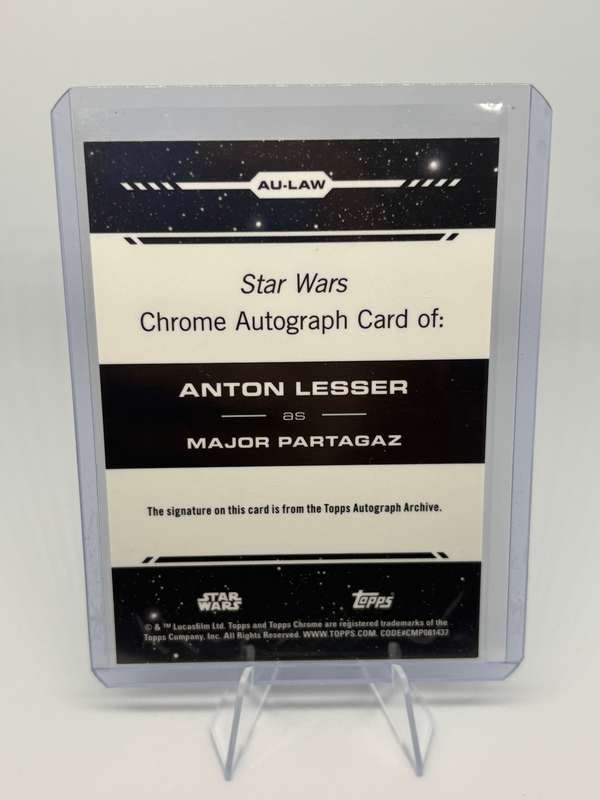 AU-LAW
Star Wars
Chrome Autograph Card of:
ANTON LESSER
as
MAJOR PARTAGAZ
The signature on this card is from the Topps Autograph Archive.
STAR
WARS
topps
© & ™ Lucasfilm Ltd. Topps and Topps Chrome are registered trademarks of the
Topps Company, Inc. All Rights Reserved. WWW.TOPPS.COM. CODE#CMP081437